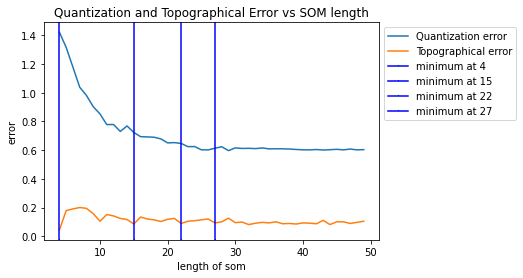 Quantization and Topographical Error vs SOM length
error
1.4
1.2
1.0
0.8
0.6
0.4
0.2
0.0
10
20
30
40
50
length of som
Quantization error
Topographical error
minimum at 4
minimum at 15
minimum at 22
minimum at 27